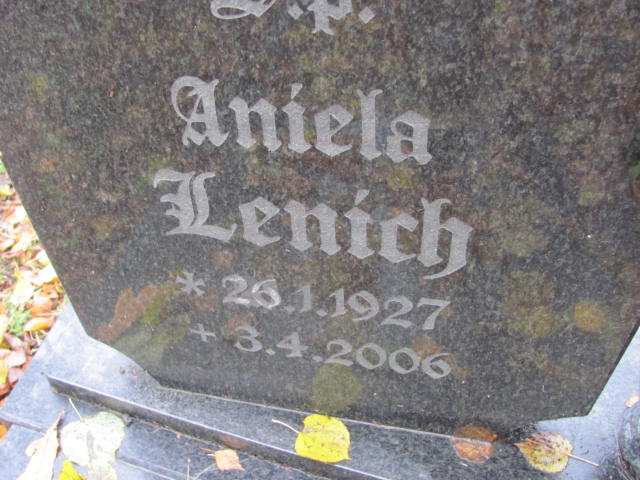 Ś.p.
Aniela
Lenich
* 26.1.1927
+ 3.4.2006